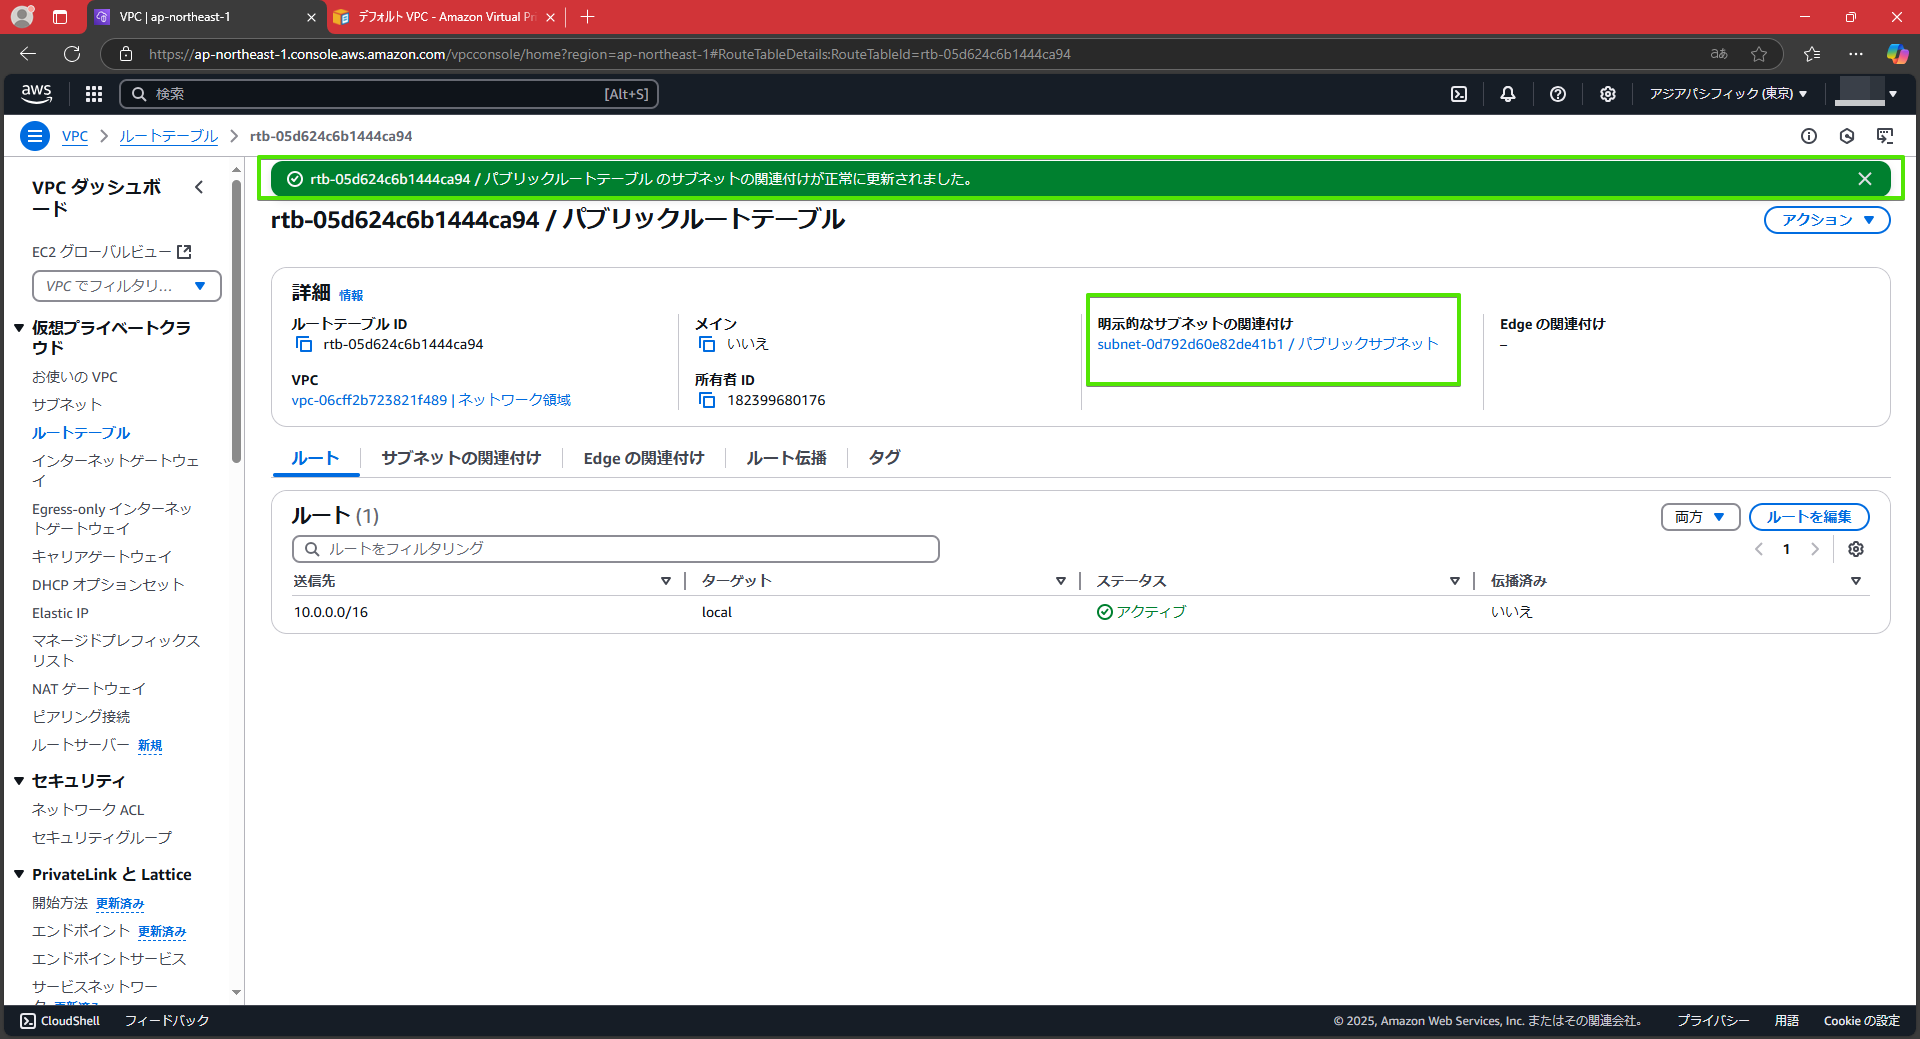 VPC | ap-northeast-1
デフォルト VPC - Amazon Virtual Pri
https://ap-northeast-1.console.aws.amazon.com/vpcconsole/home?region=ap-northeast-1#RouteTableDetails:RouteTableId=rtb-05d624c6b1444ca94
aあ
aws
検索
[Alt+S]
アジアパシフィック (東京)
VPC
ルートテーブル
rtb-05d624c6b1444ca94
VPC ダッシュボ
ード
EC2 グローバルビュー
VPC でフィルタリ...
仮想プライベートクラ
ウド
お使いの VPC
サブネット
ルートテーブル
インターネットゲートウェ
イ
Egress-only インターネッ
トゲートウェイ
キャリアゲートウェイ
DHCP オプションセット
Elastic IP
マネージドプレフィックス
リスト
NAT ゲートウェイ
ピアリング接続
ルートサーバー 新規
セキュリティ
ネットワーク ACL
セキュリティグループ
PrivateLink と Lattice
開始方法 更新済み
エンドポイント 更新済み
エンドポイントサービス
サービスネットワー
ク 更新済み
rtb-05d624c6b1444ca94 / パブリックルートテーブル のサブネットの関連付けが正常に更新されました。
rtb-05d624c6b1444ca94 / パブリックルートテーブル
アクション
詳細 情報
ルートテーブル ID
rtb-05d624c6b1444ca94
メイン
いいえ
明示的なサブネットの関連付け
subnet-0d792d60e82de41b1 / パブリックサブネット
Edge の関連付け
–
VPC
vpc-06cff2b723821f489 | ネットワーク領域
所有者 ID
182399680176
ルート
サブネットの関連付け
Edge の関連付け
ルート伝播
タグ
ルート (1)
両方
ルートを編集
ルートをフィルタリング
1
送信先
ターゲット
ステータス
伝播済み
10.0.0.0/16
local
アクティブ
いいえ
CloudShell
フィードバック
© 2025, Amazon Web Services, Inc. またはその関連会社。
プライバシー
用語
Cookie の設定